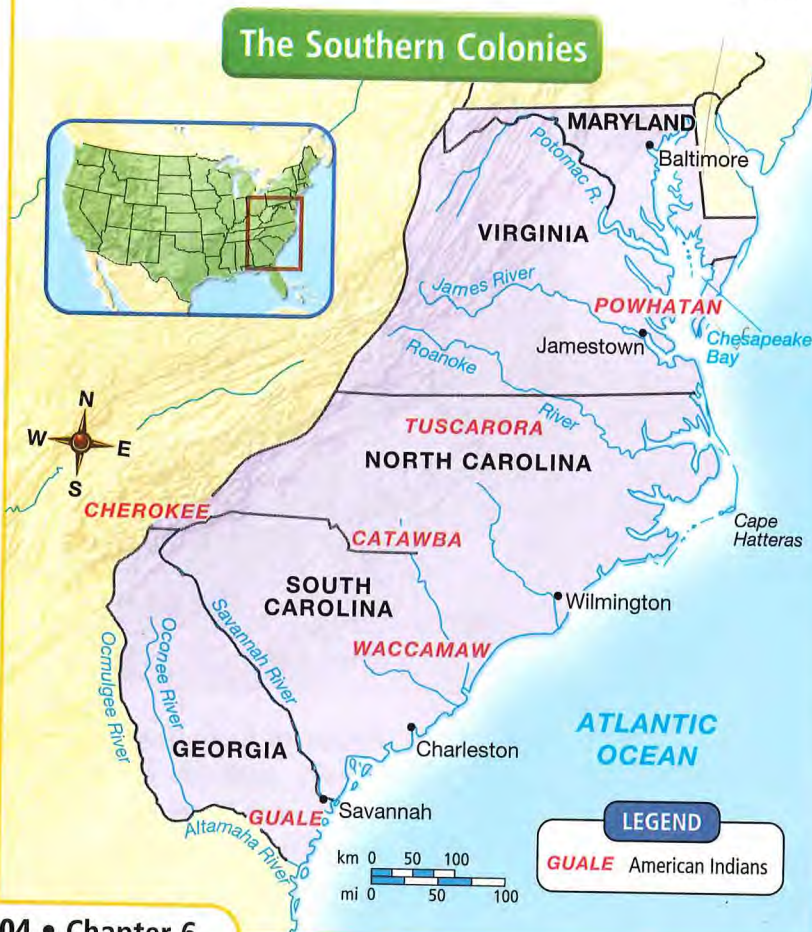 The Southern Colonies
MARYLAND
Baltimore
Potomac R.
VIRGINIA
James River
POWHATAN
Jamestown
Chesapeake
Bay
Roanoke
River
N
W
E
S
TUSCARORA
NORTH CAROLINA
CHEROKEE
Cape
Hatteras
CATAWBA
SOUTH
CAROLINA
Wilmington
Savannah River
Oconee River
Ocmulgee River
WACCAMAW
ATLANTIC
OCEAN
Charleston
GEORGIA
GUALE
Savannah
Altamaha River
LEGEND
GUALE American Indians
km 0 50 100
mi 0 50 100
04 • Chapter 6